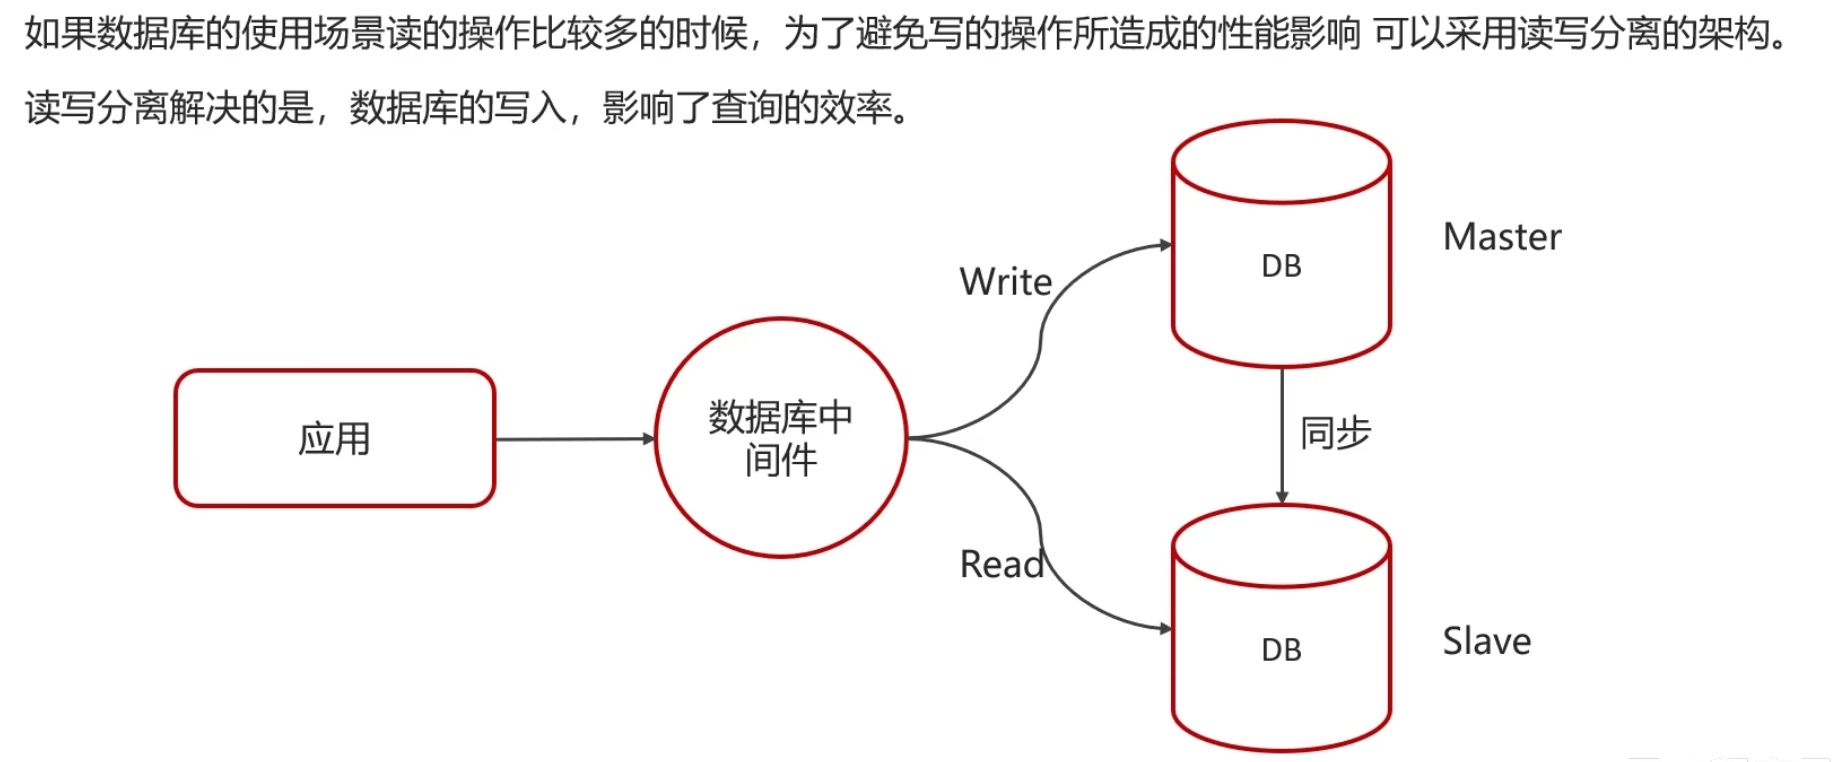 如果数据库的使用场景读的操作比较多的时候，为了避免写的操作所造成的性能影响 可以采用读写分离的架构。
读写分离解决的是，数据库的写入，影响了查询的效率。
Master
DB
Write
应用
数据库中
间件
同步
Read
DB
Slave